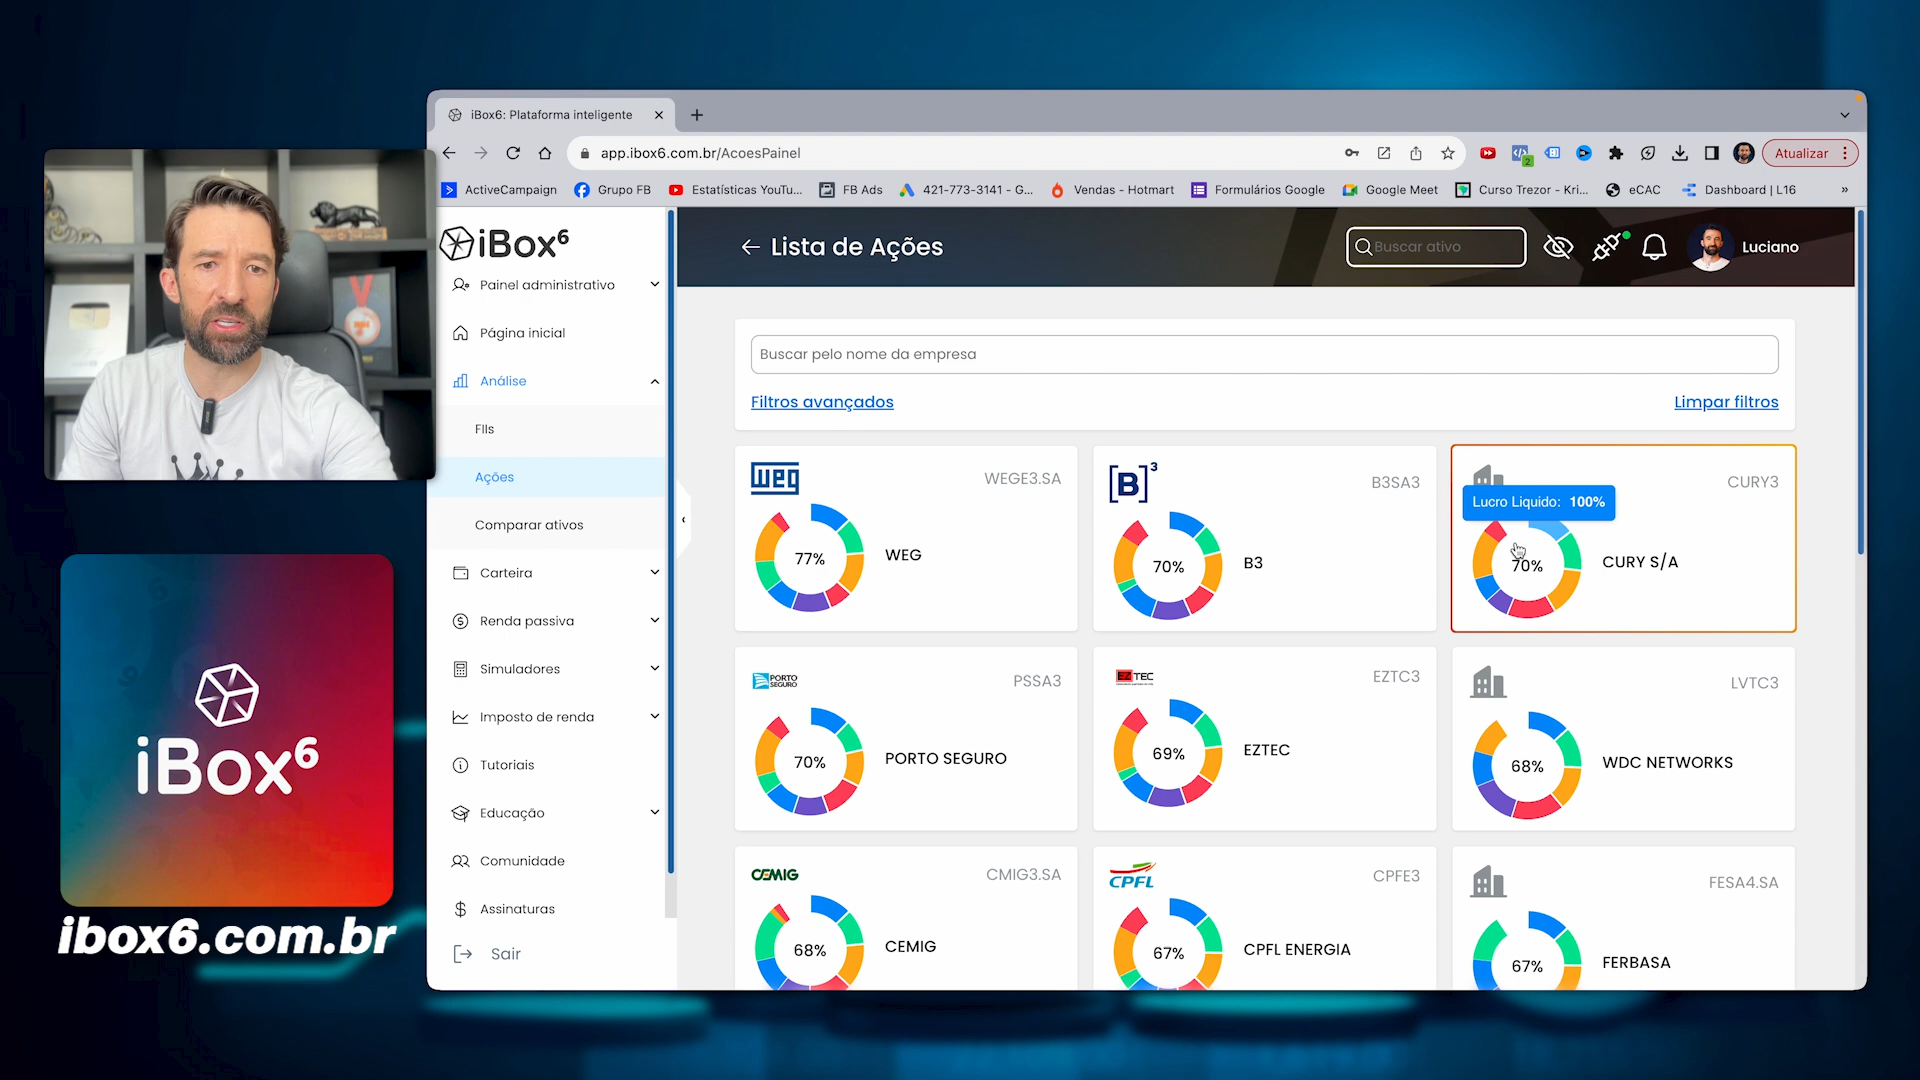 iBox6: Plataforma inteligente
app.ibox6.com.br/AcoesPainel
2
Atualizar
ActiveCampaign
Grupo FB
Estatísticas YouTu...
FB Ads
421-773-3141 - G...
Vendas - Hotmart
Formulários Google
Google Meet
Curso Trezor - Kri...
eCAC
Dashboard | L16
»
iBox6
Painel administrativo
Página inicial
Análise
FIIs
Ações
Comparar ativos
Carteira
Renda passiva
Simuladores
Imposto de renda
Tutoriais
Educação
Comunidade
Assinaturas
Sair
Lista de Ações
Buscar ativo
Luciano
Buscar pelo nome da empresa
Filtros avançados
Limpar filtros
WEG
WEGE3.SA
77%
WEG
[B]3
B3SA3
70%
B3
CURY3
Lucro Liquido: 100%
70%
CURY S/A
PORTO SEGURO
PSSA3
70%
PORTO SEGURO
EZ TEC
EZTC3
69%
EZTEC
LVTC3
68%
WDC NETWORKS
CEMIG
CMIG3.SA
68%
CEMIG
CPFL
CPFE3
67%
CPFL ENERGIA
FESA4.SA
67%
FERBASA
iBox6
ibox6.com.br